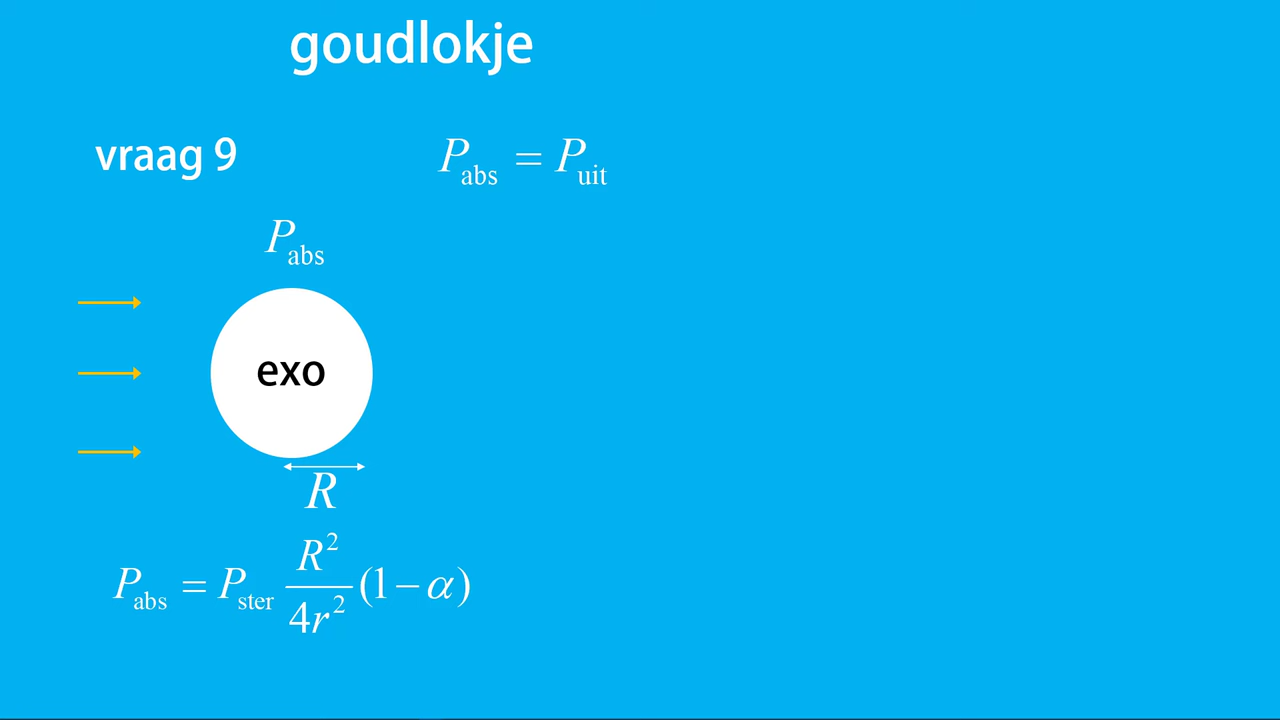 goudlokje
vraag 9
P_abs = P_uit
P_abs
exo
R
P_abs = P_ster R²/4r² (1 − α)